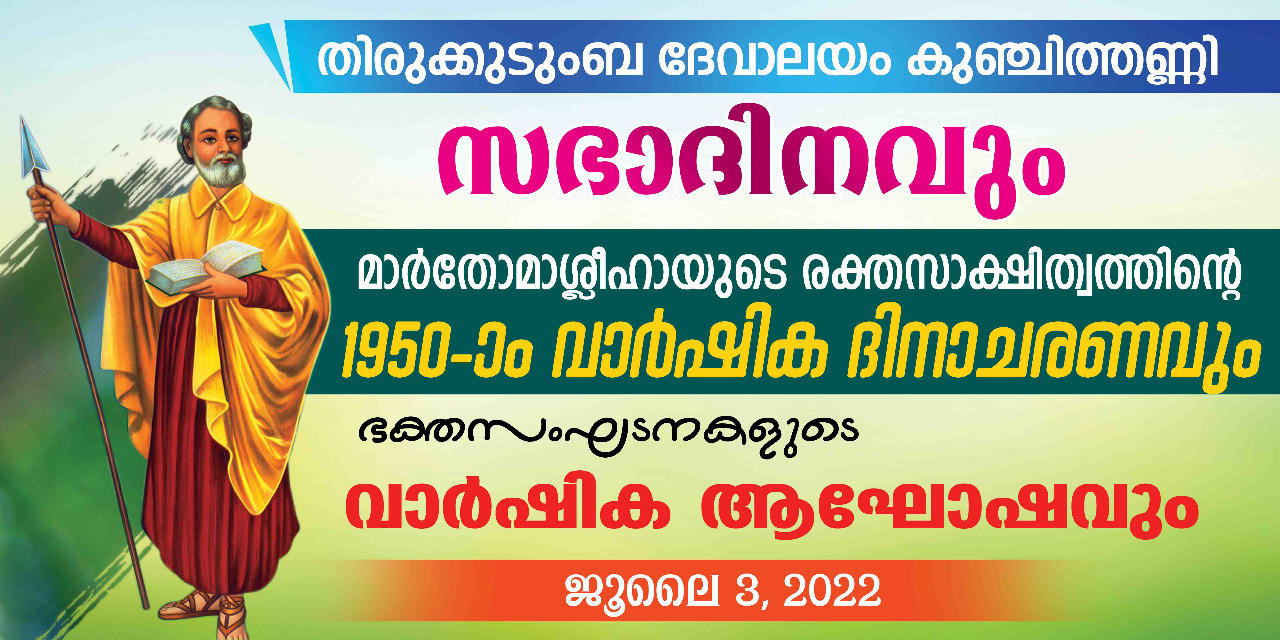 തിരുക്കുടുംബ ദേവാലയം കുഞ്ചിത്തണ്ണി
സഭാദിനവും
മാർതോമാശ്ലീഹായുടെ രക്തസാക്ഷിത്വത്തിന്റെ
1950-ാം വാർഷിക ദിനാചരണവും
ഭക്തസംഘടനകളുടെ
വാർഷിക ആഘോഷവും
ജൂലൈ 3, 2022